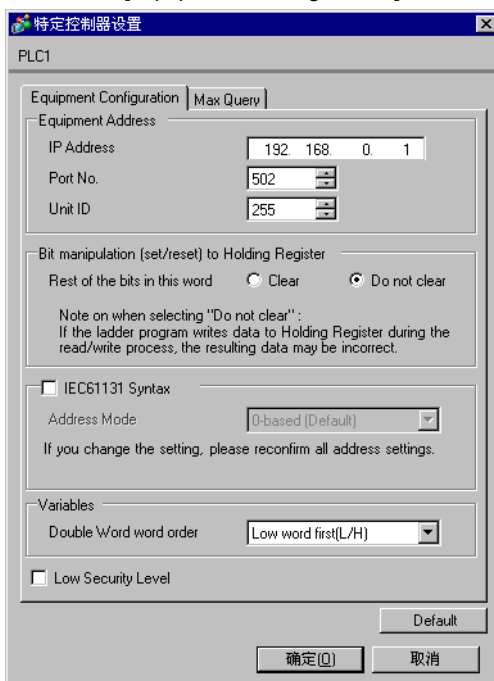 特定控制器设置
PLC1
Equipment Configuration Max Query
Equipment Address
IP Address 192. 168. 0. 1
Port No. 502
Unit ID 255
Bit manipulation (set/reset) to Holding Register
Rest of the bits in this word Clear Do not clear
Note on when selecting "Do not clear" :
If the ladder program writes data to Holding Register during the
read/write process, the resulting data may be incorrect.
IEC61131 Syntax
Address Mode 0-based (Default)
If you change the setting, please reconfirm all address settings.
Variables
Double Word word order Low word first(L/H)
Low Security Level
Default
确定(O) 取消